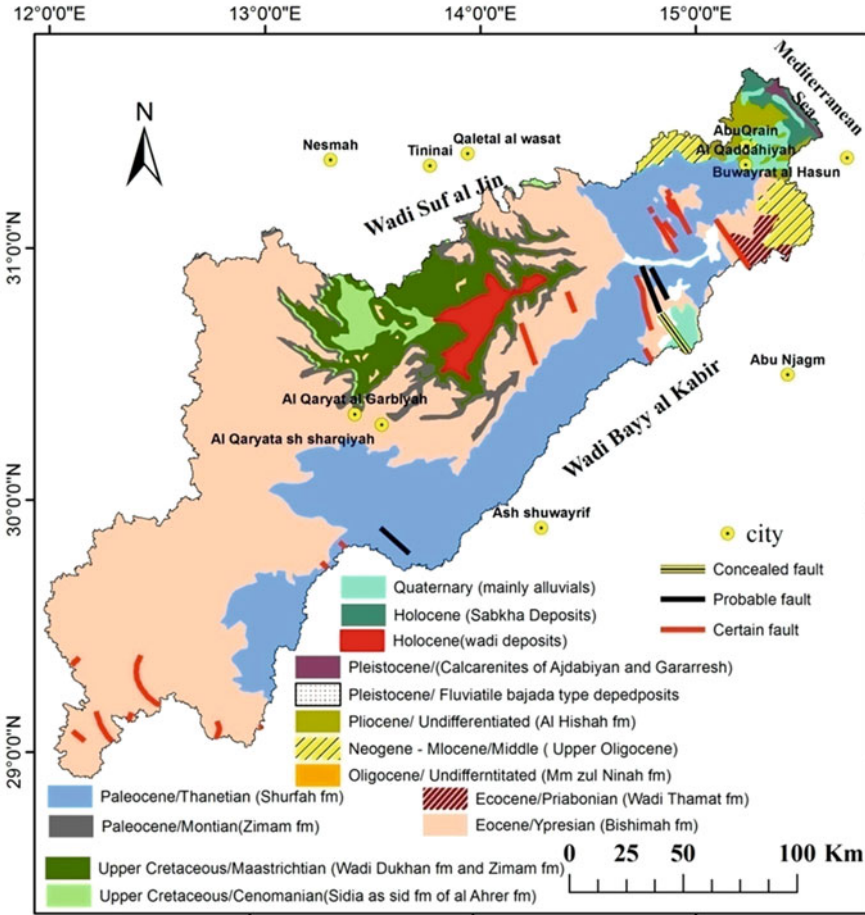 12°0'0"E 13°0'0"E 14°0'0"E 15°0'0"E
N
Mediterranean
Sea
Nesmah
Tininai
Qaletal al wasat
AbuQrain
Al Qaddahiyah
Buwayrat al Hasun
Wadi Suf al Jin
31°0'0"N
Abu Njagm
Wadi Bayy al Kabir
Al Qaryat al Garbiyah
Al Qaryata sh sharqiyah
30°0'0"N
Ash shuwayrif
city
Concealed fault
Probable fault
Certain fault
Quaternary (mainly alluvials)
Holocene (Sabkha Deposits)
Holocene(wadi deposits)
Pleistocene/(Calcarenites of Ajdabiyan and Gararresh)
Pleistocene/ Fluviatile bajada type depedposits
Pliocene/ Undifferentiated (Al Hishah fm)
29°0'0"N
Neogene - Mlocene/Middle ( Upper Oligocene)
Oligocene/ Undifferntitated (Mm zul Ninah fm)
Paleocene/Thanetian (Shurfah fm)
Ecocene/Priabonian (Wadi Thamat fm)
Paleocene/Montian(Zimam fm)
Eocene/Ypresian (Bishimah fm)
Upper Cretaceous/Maastrichtian (Wadi Dukhan fm and Zimam fm)
Upper Cretaceous/Cenomanian(Sidia as sid fm of al Ahrer fm)
0 25 50 100 Km